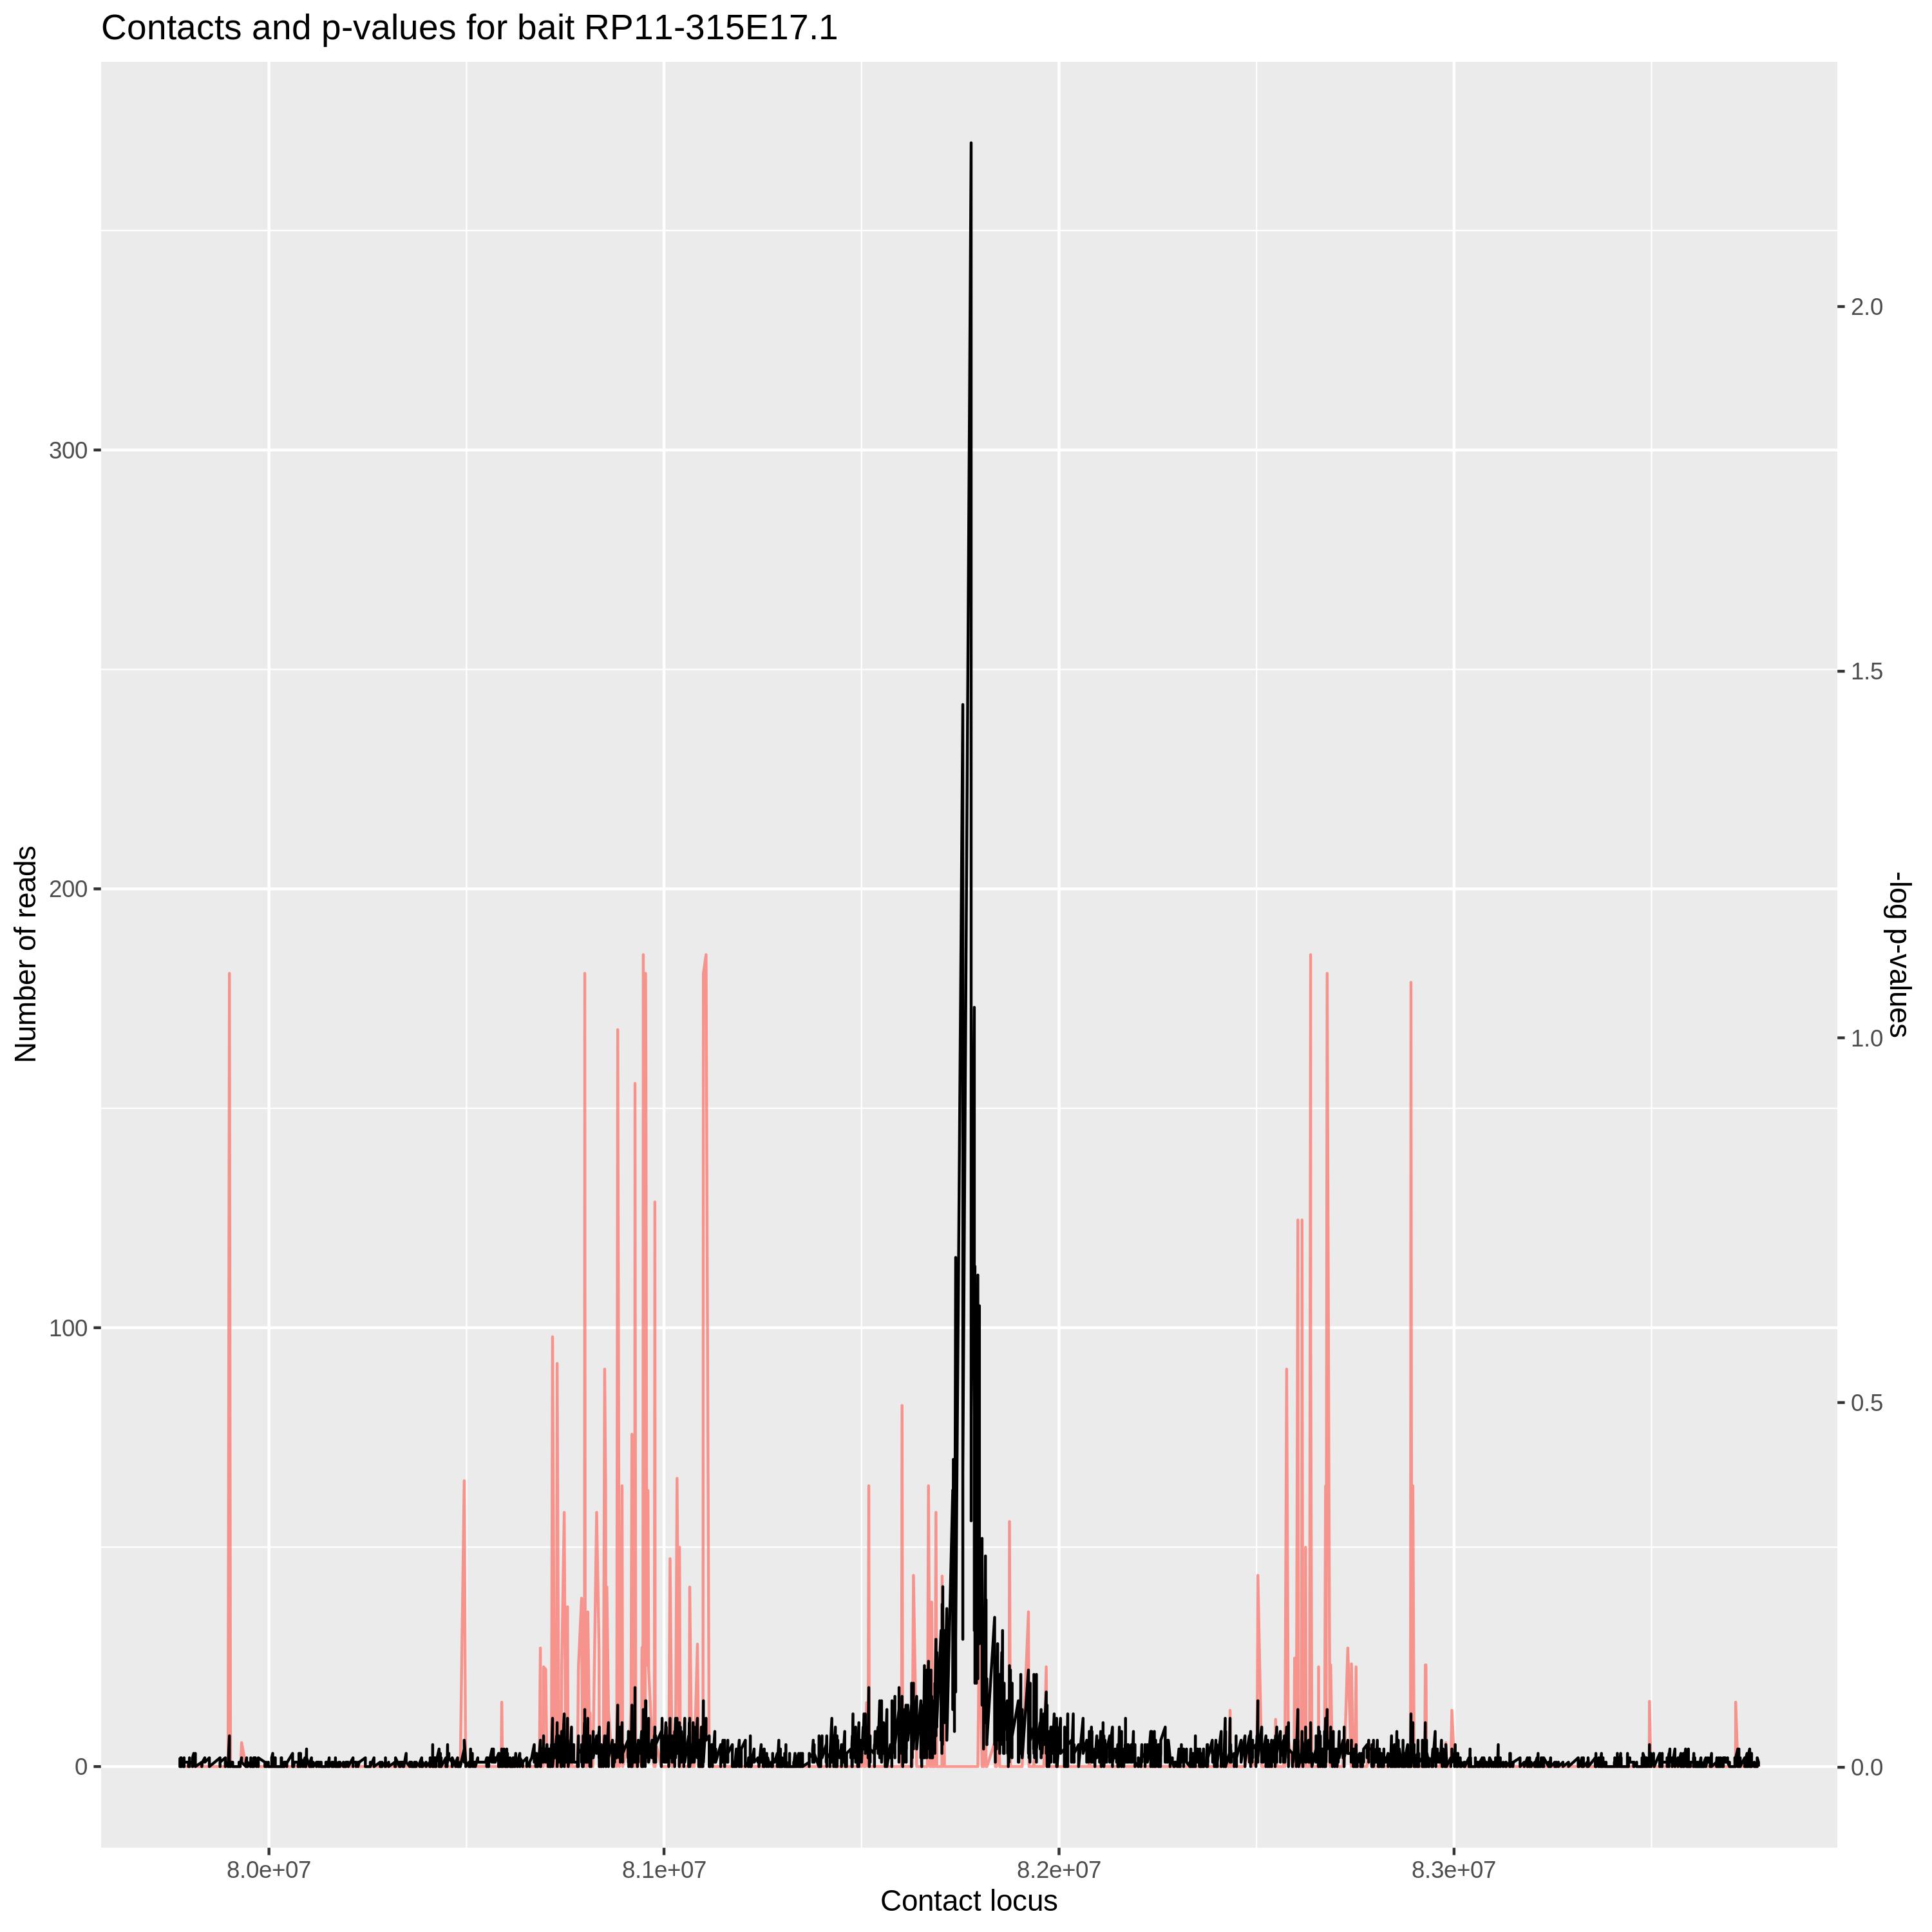 Contacts and p-values for bait RP11-315E17.1
Number of reads
300
200
100
0
2.0
1.5
1.0
0.5
0.0
-log p-values
8.0e+07
8.1e+07
8.2e+07
8.3e+07
Contact locus